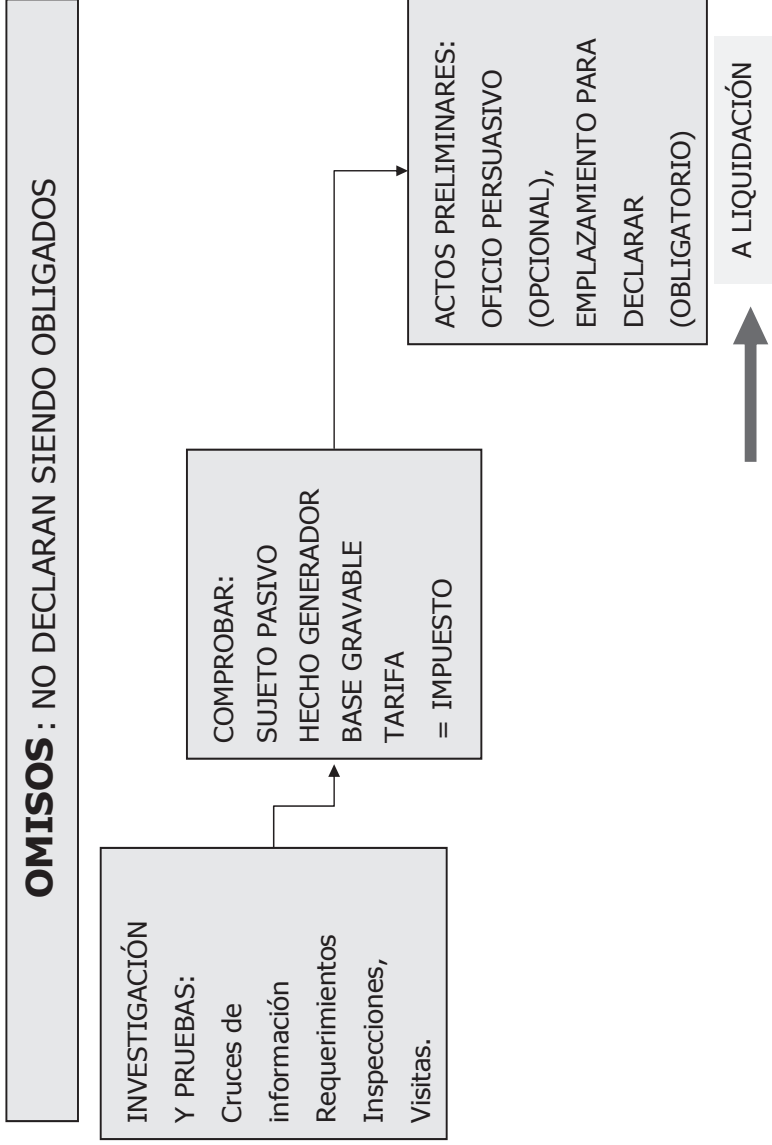 OMISOS : NO DECLARAN SIENDO OBLIGADOS
INVESTIGACIÓN
Y PRUEBAS:
Cruces de
información
Requerimientos
Inspecciones,
Visitas.
COMPROBAR:
SUJETO PASIVO
HECHO GENERADOR
BASE GRAVABLE
TARIFA
= IMPUESTO
ACTOS PRELIMINARES:
OFICIO PERSUASIVO
(OPCIONAL),
EMPLAZAMIENTO PARA
DECLARAR
(OBLIGATORIO)
A LIQUIDACIÓN